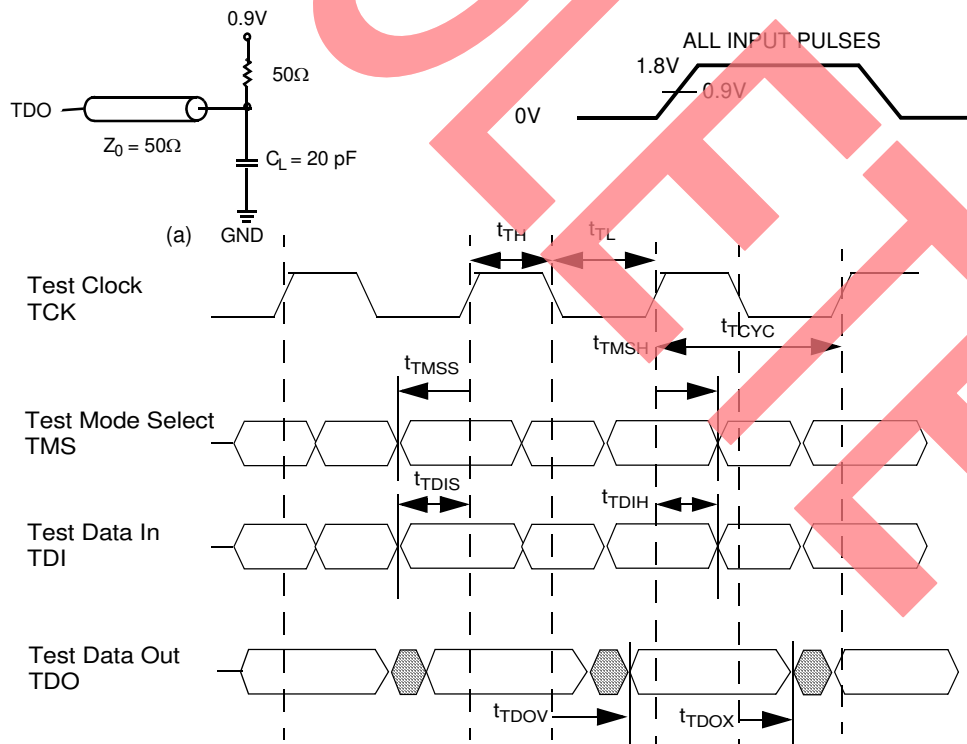 0.9V
ALL INPUT PULSES
50Ω
1.8V
0.9V
TDO
0V
Z0 = 50Ω
CL = 20 pF
(a)
GND
tTH
tTL
Test Clock
TCK
tTCYC
tTMSH
tTMSS
Test Mode Select
TMS
tTDIS
tTDIH
Test Data In
TDI
Test Data Out
TDO
tTDOV
tTDOX